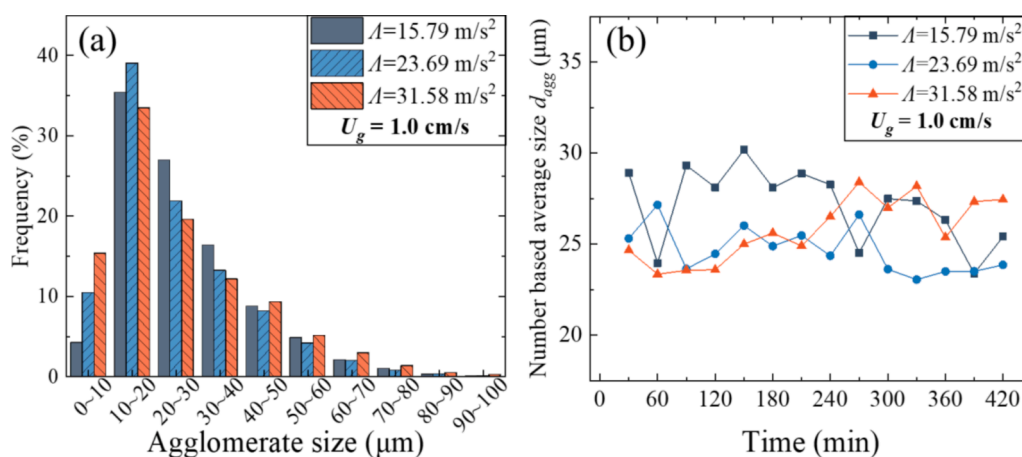 (a)
Λ=15.79 m/s²
Λ=23.69 m/s²
Λ=31.58 m/s²
U_g = 1.0 cm/s
Frequency (%)
40
30
20
10
0
0~10
10~20
20~30
30~40
40~50
50~60
60~70
70~80
80~90
90~100
Agglomerate size (μm)
(b)
Λ=15.79 m/s²
Λ=23.69 m/s²
Λ=31.58 m/s²
U_g = 1.0 cm/s
Number based average size d_agg (μm)
35
30
25
20
0 60 120 180 240 300 360 420
Time (min)